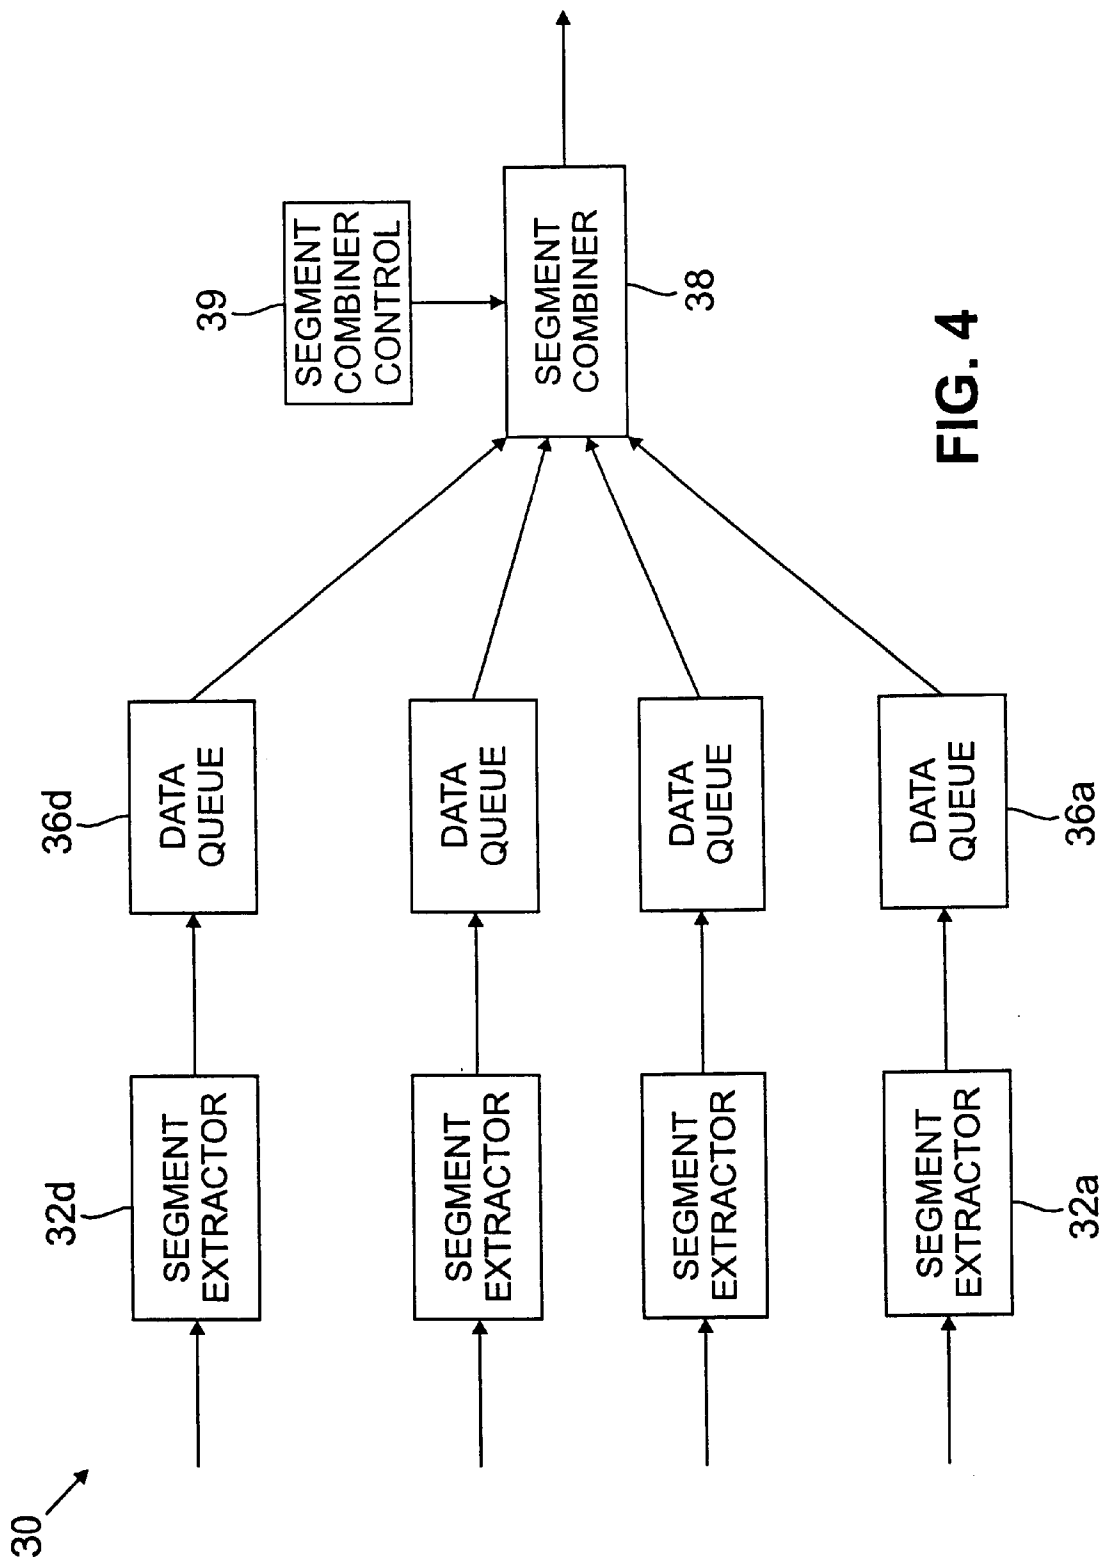 30
32d
SEGMENT
EXTRACTOR
36d
DATA
QUEUE
SEGMENT
EXTRACTOR
DATA
QUEUE
SEGMENT
EXTRACTOR
DATA
QUEUE
SEGMENT
EXTRACTOR
32a
DATA
QUEUE
36a
39
SEGMENT
COMBINER
CONTROL
SEGMENT
COMBINER
38
FIG. 4